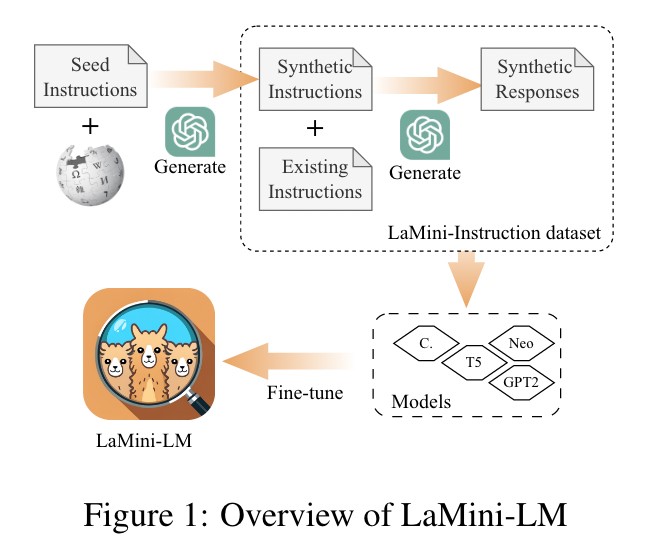 Seed
Instructions
+
Generate
Synthetic
Instructions
+
Existing
Instructions
Generate
Synthetic
Responses
LaMini-Instruction dataset
C.
T5
Neo
GPT2
Models
Fine-tune
LaMini-LM
Figure 1: Overview of LaMini-LM